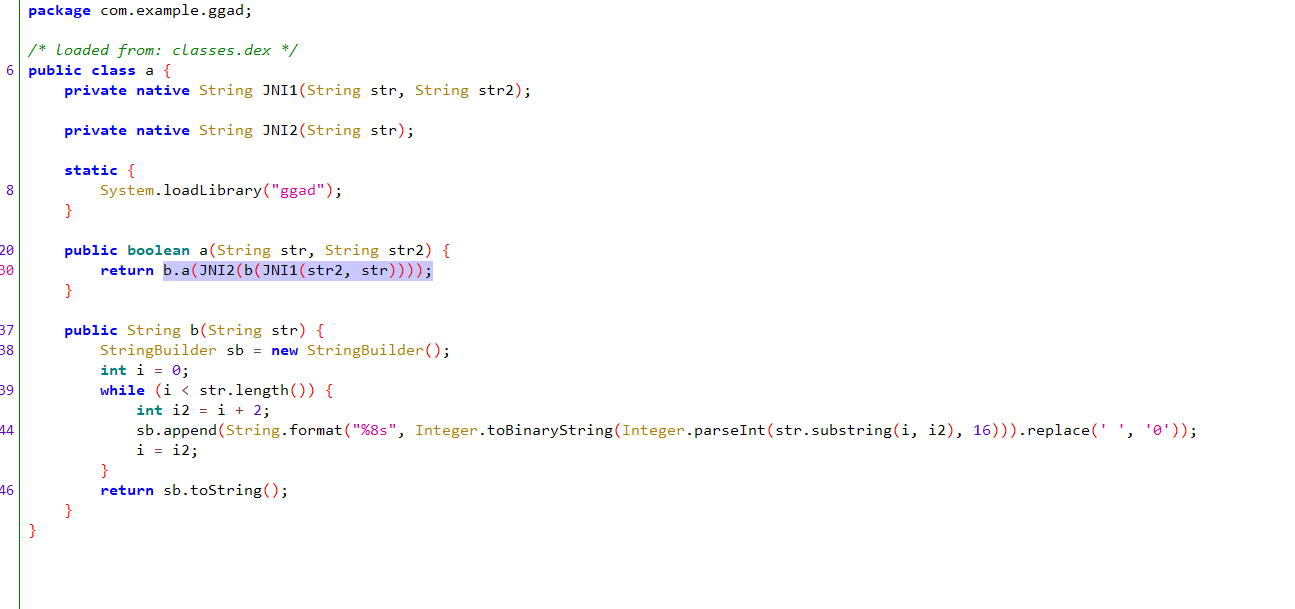 package com.example.ggad;
/* loaded from: classes.dex */
6 public class a {
private native String JNI1(String str, String str2);
private native String JNI2(String str);
static {
8 System.loadLibrary("ggad");
}
20 public boolean a(String str, String str2) {
30 return b.a(JNI2(b(JNI1(str2, str))));
}
37 public String b(String str) {
38 StringBuilder sb = new StringBuilder();
int i = 0;
39 while (i < str.length()) {
int i2 = i + 2;
44 sb.append(String.format("%8s", Integer.toBinaryString(Integer.parseInt(str.substring(i, i2), 16))).replace(' ', '0'));
i = i2;
}
46 return sb.toString();
}
}